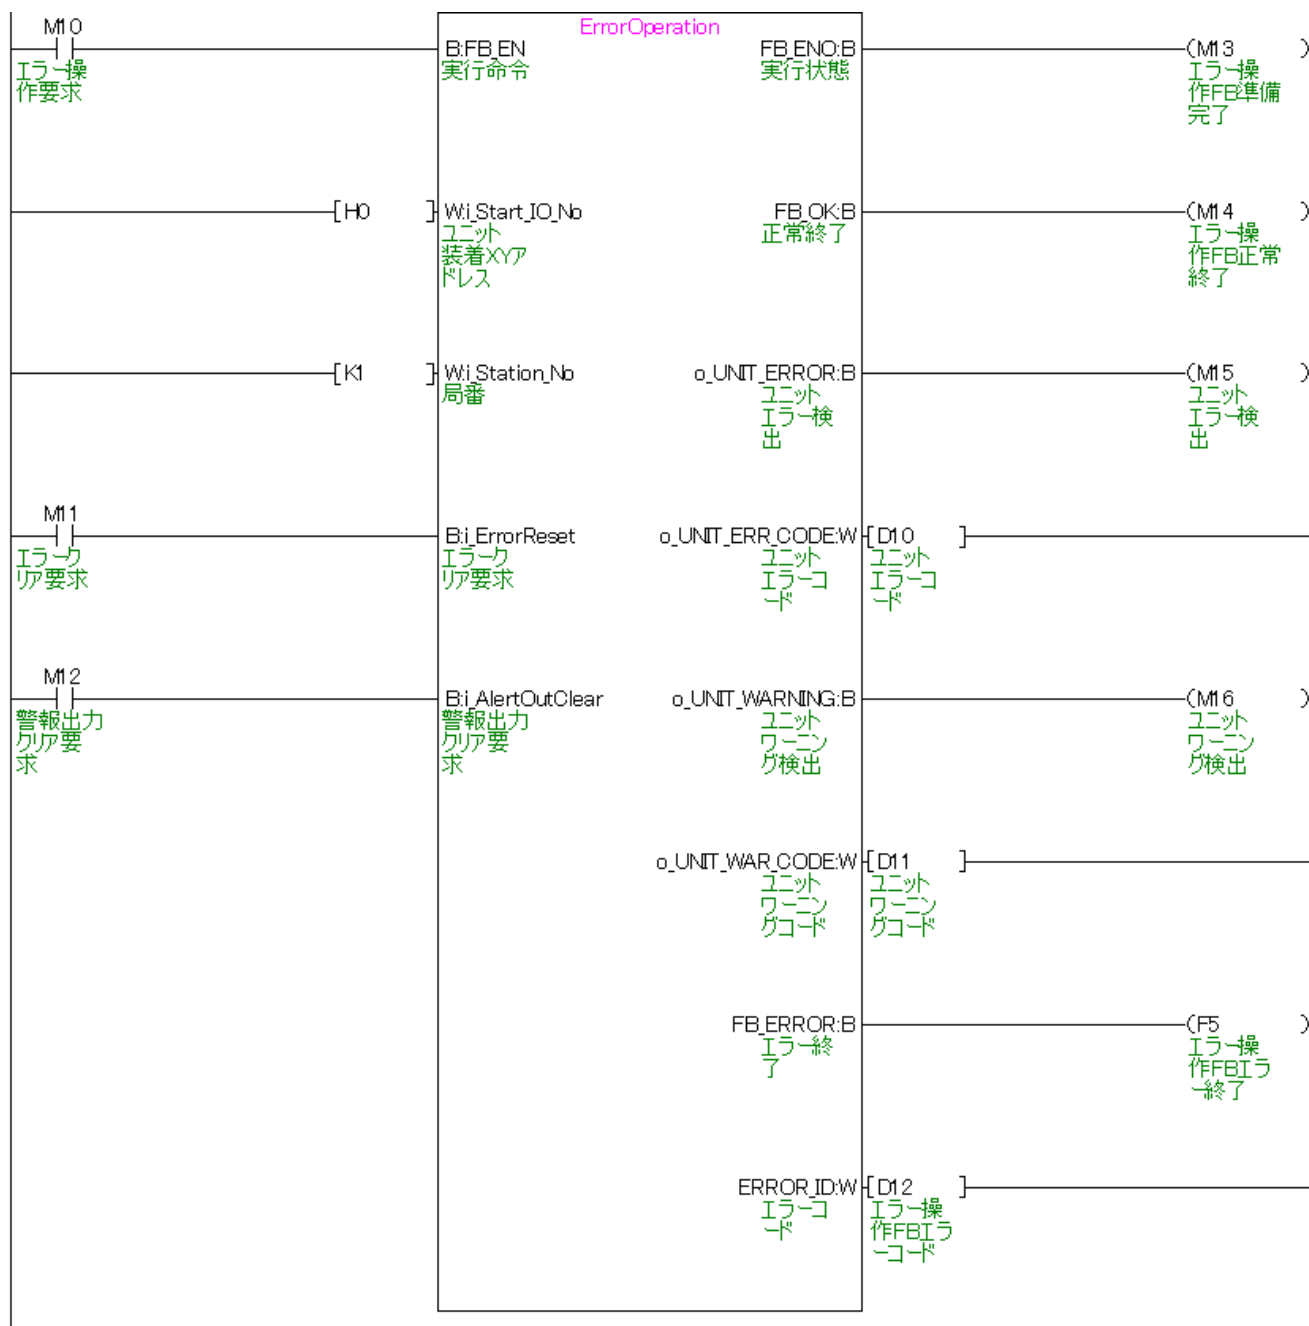 ErrorOperation
M10
B:FB_EN
FB_ENO:B
(M13 )
エラー操
作要求
実行命令
実行状態
エラー操
作FB準備
完了
[H0 ]
W:i_Start_IO_No
FB_OK:B
(M14 )
ユニット
装着XYア
ドレス
正常終了
エラー操
作FB正常
終了
[K1 ]
W:i_Station_No
o_UNIT_ERROR:B
(M15 )
局番
ユニット
エラー検
出
ユニット
エラー検
出
M11
B:i_ErrorReset
o_UNIT_ERR_CODE:W
[D10 ]
エラーク
リア要求
エラーク
リア要求
ユニット
エラーコ
ード
ユニット
エラーコ
ード
M12
B:i_AlertOutClear
o_UNIT_WARNING:B
(M16 )
警報出力
クリア要
求
警報出力
クリア要
求
ユニット
ワーニン
グ検出
ユニット
ワーニン
グ検出
o_UNIT_WAR_CODE:W
[D11 ]
ユニット
ワーニン
グコード
ユニット
ワーニン
グコード
FB_ERROR:B
(F5 )
エラー終
了
エラー操
作FBエラ
ー終了
ERROR_ID:W
[D12 ]
エラーコ
ード
エラー操
作FBエラ
ーコード